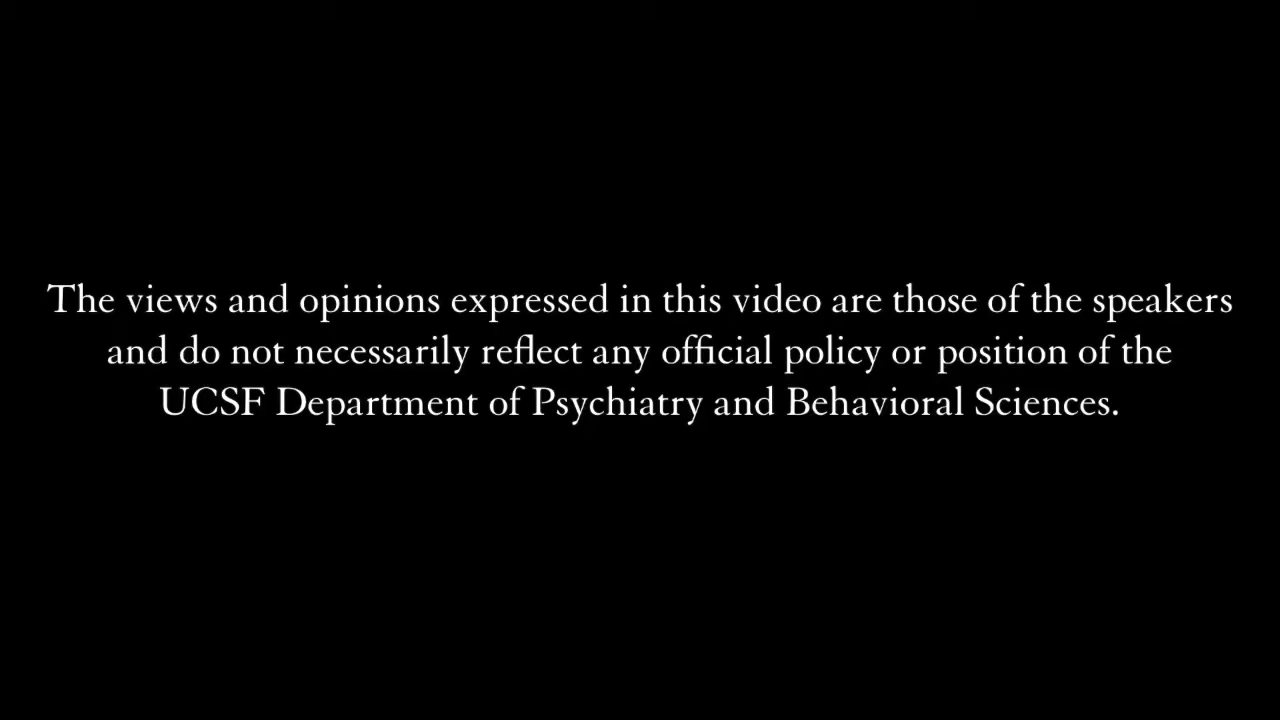 The views and opinions expressed in this video are those of the speakers
and do not necessarily reflect any official policy or position of the
UCSF Department of Psychiatry and Behavioral Sciences.